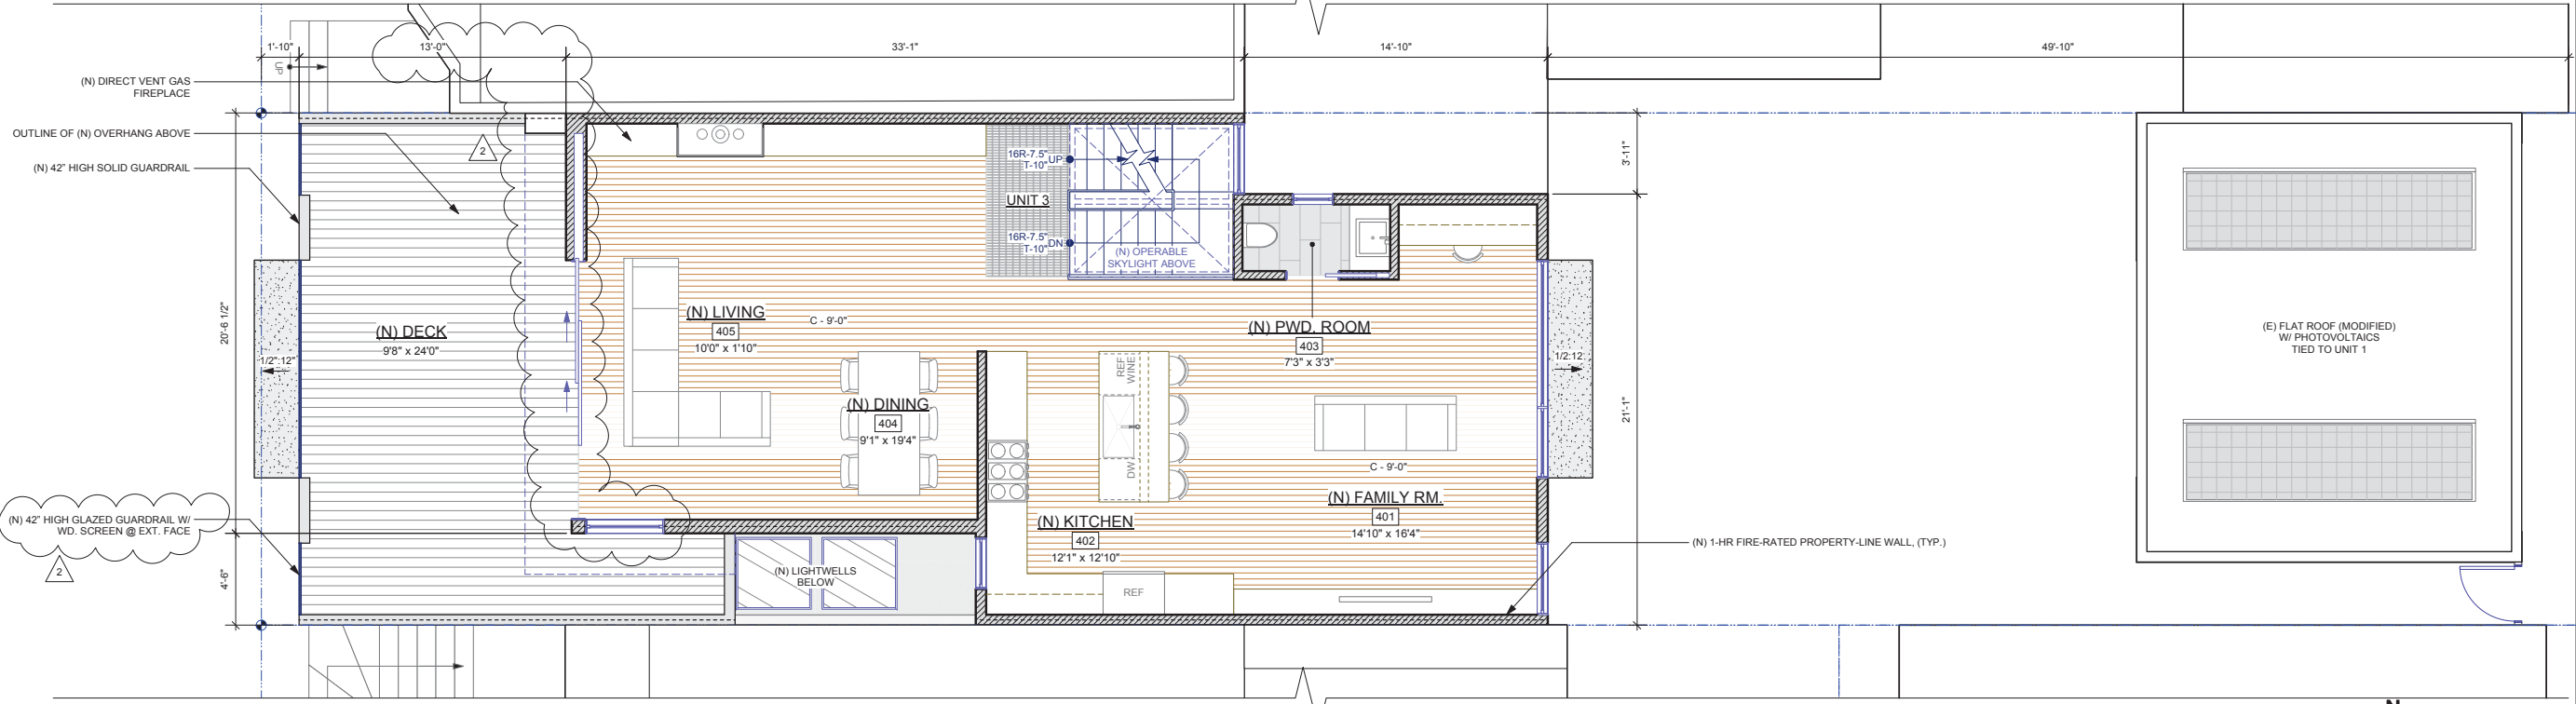 1'-10"
13'-0"
33'-1"
14'-10"
49'-10"
UP
(N) DIRECT VENT GAS
FIREPLACE
OUTLINE OF (N) OVERHANG ABOVE
2
(N) 42" HIGH SOLID GUARDRAIL
16R-7.5"
T-10"
UP
UNIT 3
16R-7.5"
T-10"
DN
(N) OPERABLE
SKYLIGHT ABOVE
3'-11"
20'-6 1/2"
(N) DECK
9'8" x 24'0"
1/2":12"
(N) LIVING
405
10'0" x 1'10"
C - 9'-0"
(N) PWD. ROOM
403
7'3" x 3'3"
1/2:12
(E) FLAT ROOF (MODIFIED)
W/ PHOTOVOLTAICS
TIED TO UNIT 1
REF
WINE
(N) DINING
404
9'1" x 19'4"
21'-1"
DW
C - 9'-0"
(N) FAMILY RM.
401
14'10" x 16'4"
(N) KITCHEN
402
12'1" x 12'10"
(N) 42" HIGH GLAZED GUARDRAIL W/
WD. SCREEN @ EXT. FACE
2
4'-6"
(N) LIGHTWELLS
BELOW
REF
(N) 1-HR FIRE-RATED PROPERTY-LINE WALL, (TYP.)
N